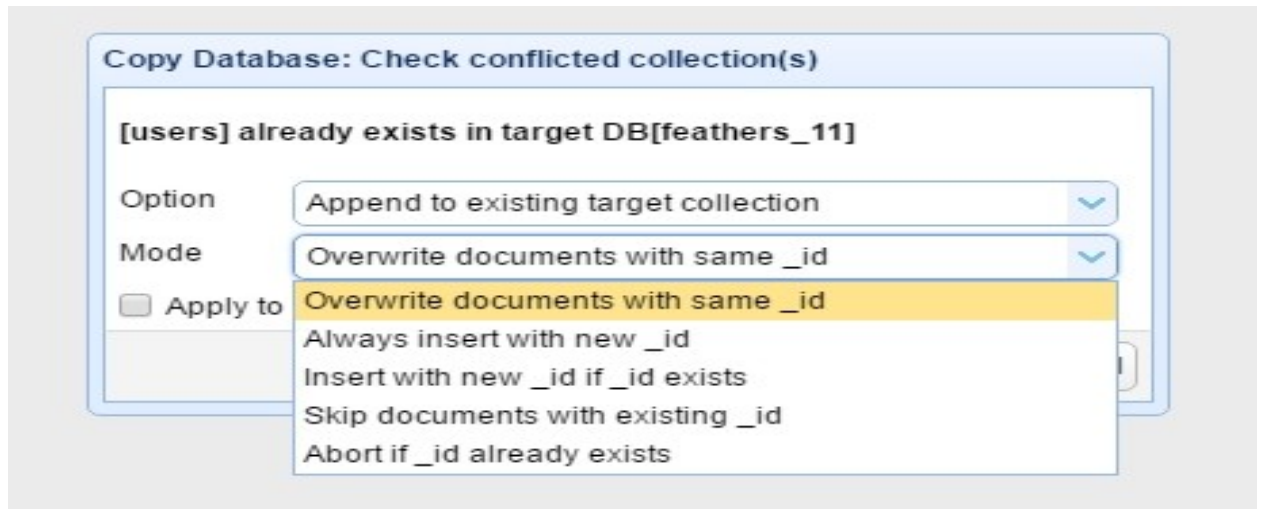 Copy Database: Check conflicted collection(s)
[users] already exists in target DB[feathers_11]
Option Append to existing target collection
Mode Overwrite documents with same _id
Apply to
Overwrite documents with same _id
Always insert with new _id
Insert with new _id if _id exists
Skip documents with existing _id
Abort if _id already exists